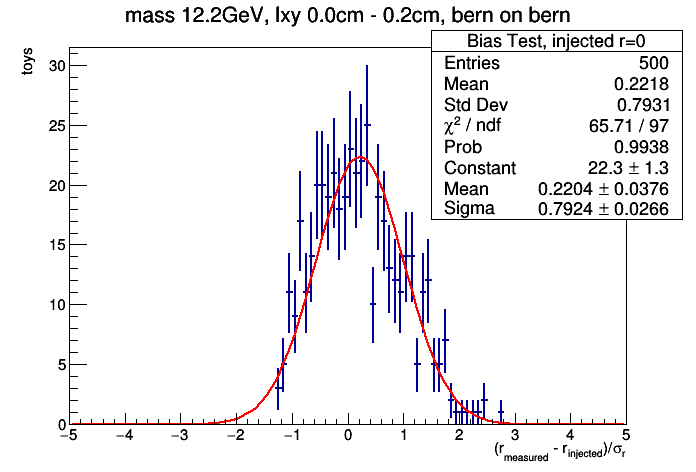 mass 12.2GeV, lxy 0.0cm - 0.2cm, bern on bern
Bias Test, injected r=0
Entries 500
Mean 0.2218
Std Dev 0.7931
χ² / ndf 65.71 / 97
Prob 0.9938
Constant 22.3 ± 1.3
Mean 0.2204 ± 0.0376
Sigma 0.7924 ± 0.0266
toys
30
25
20
15
10
5
0
−5 −4 −3 −2 −1 0 1 2 3 4 5
(r_measured - r_injected)/σ_r